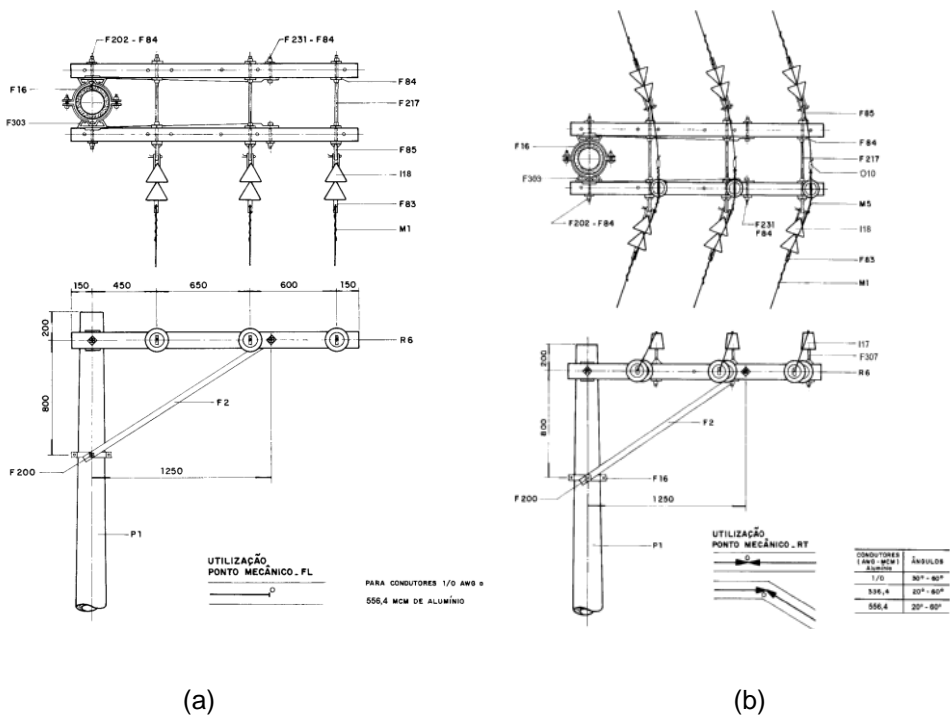 F202 - F84
F231 - F84
F16
F84
F217
F303
F85
I18
F83
M1
150
450
650
600
150
200
R6
800
F2
F200
1250
P1
UTILIZAÇÃO
PONTO MECÂNICO_FL
PARA CONDUTORES 1/0 AWG a
556,4 MCM DE ALUMÍNIO
(a)
F85
F16
F84
F217
F303
O10
M5
F202 - F84
F231
F84
I18
F83
M1
200
I17
F307
R6
800
F2
F16
F200
1250
P1
UTILIZAÇÃO
PONTO MECÂNICO_RT
CONDUTORES
(AWG - MCM)
Alumínio
ÂNGULOS
1/0
30° - 60°
336,4
20° - 60°
556,4
20° - 60°
(b)